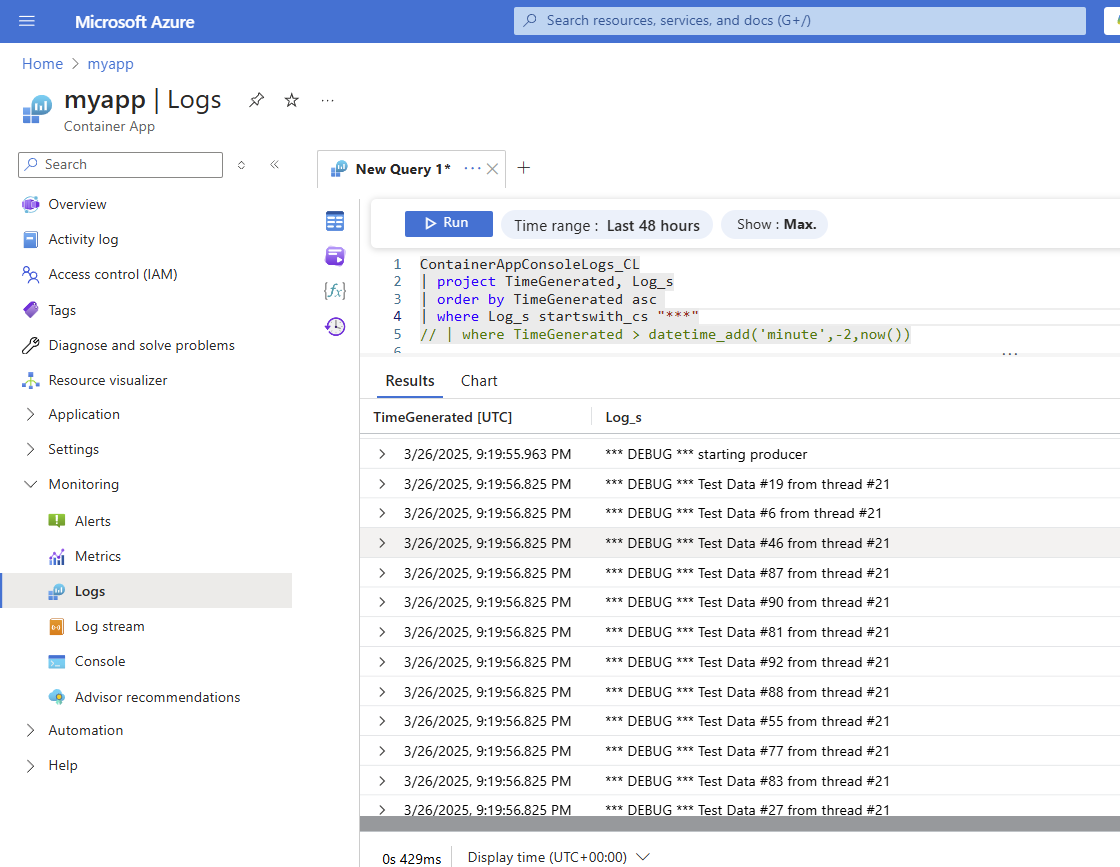 Microsoft Azure
Search resources, services, and docs (G+/)
Home > myapp
myapp | Logs
Container App
Search
Overview
Activity log
Access control (IAM)
Tags
Diagnose and solve problems
Resource visualizer
Application
Settings
Monitoring
Alerts
Metrics
Logs
Log stream
Console
Advisor recommendations
Automation
Help
New Query 1*
Run
Time range : Last 48 hours
Show : Max.
1 ContainerAppConsoleLogs_CL
2 | project TimeGenerated, Log_s
3 | order by TimeGenerated asc
4 | where Log_s startswith_cs "***"
5 // | where TimeGenerated > datetime_add('minute',-2,now())
6
Results Chart
TimeGenerated [UTC] Log_s
3/26/2025, 9:19:55.963 PM *** DEBUG *** starting producer
3/26/2025, 9:19:56.825 PM *** DEBUG *** Test Data #19 from thread #21
3/26/2025, 9:19:56.825 PM *** DEBUG *** Test Data #6 from thread #21
3/26/2025, 9:19:56.825 PM *** DEBUG *** Test Data #46 from thread #21
3/26/2025, 9:19:56.825 PM *** DEBUG *** Test Data #87 from thread #21
3/26/2025, 9:19:56.825 PM *** DEBUG *** Test Data #90 from thread #21
3/26/2025, 9:19:56.825 PM *** DEBUG *** Test Data #81 from thread #21
3/26/2025, 9:19:56.825 PM *** DEBUG *** Test Data #92 from thread #21
3/26/2025, 9:19:56.825 PM *** DEBUG *** Test Data #88 from thread #21
3/26/2025, 9:19:56.825 PM *** DEBUG *** Test Data #55 from thread #21
3/26/2025, 9:19:56.825 PM *** DEBUG *** Test Data #77 from thread #21
3/26/2025, 9:19:56.825 PM *** DEBUG *** Test Data #83 from thread #21
3/26/2025, 9:19:56.825 PM *** DEBUG *** Test Data #27 from thread #21
0s 429ms Display time (UTC+00:00)